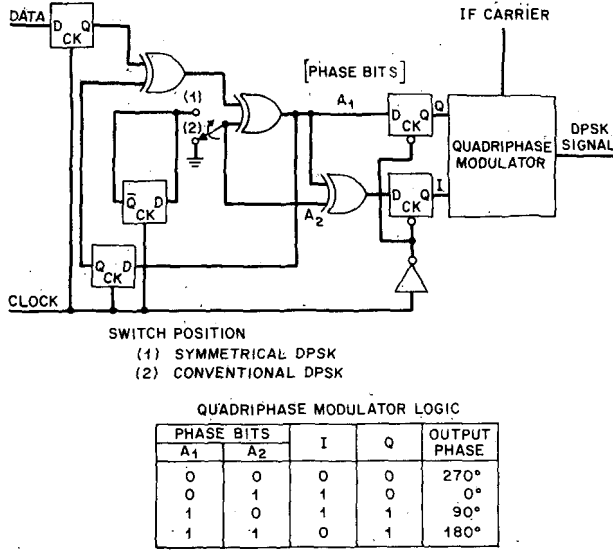 DATA
D Q
CK
IF CARRIER
[PHASE BITS]
A1
D Q
CK
Q
QUADRIPHASE
MODULATOR
DPSK
SIGNAL
(1)
(2)
A2
D Q
CK
I
Q̅ D
CK
Q D
CK
CLOCK
SWITCH POSITION
(1) SYMMETRICAL DPSK
(2) CONVENTIONAL DPSK
QUADRIPHASE MODULATOR LOGIC
PHASE BITS I Q OUTPUT PHASE
A1 A2
0 0 0 0 270°
0 1 1 0 0°
1 0 1 1 90°
1 1 0 1 180°